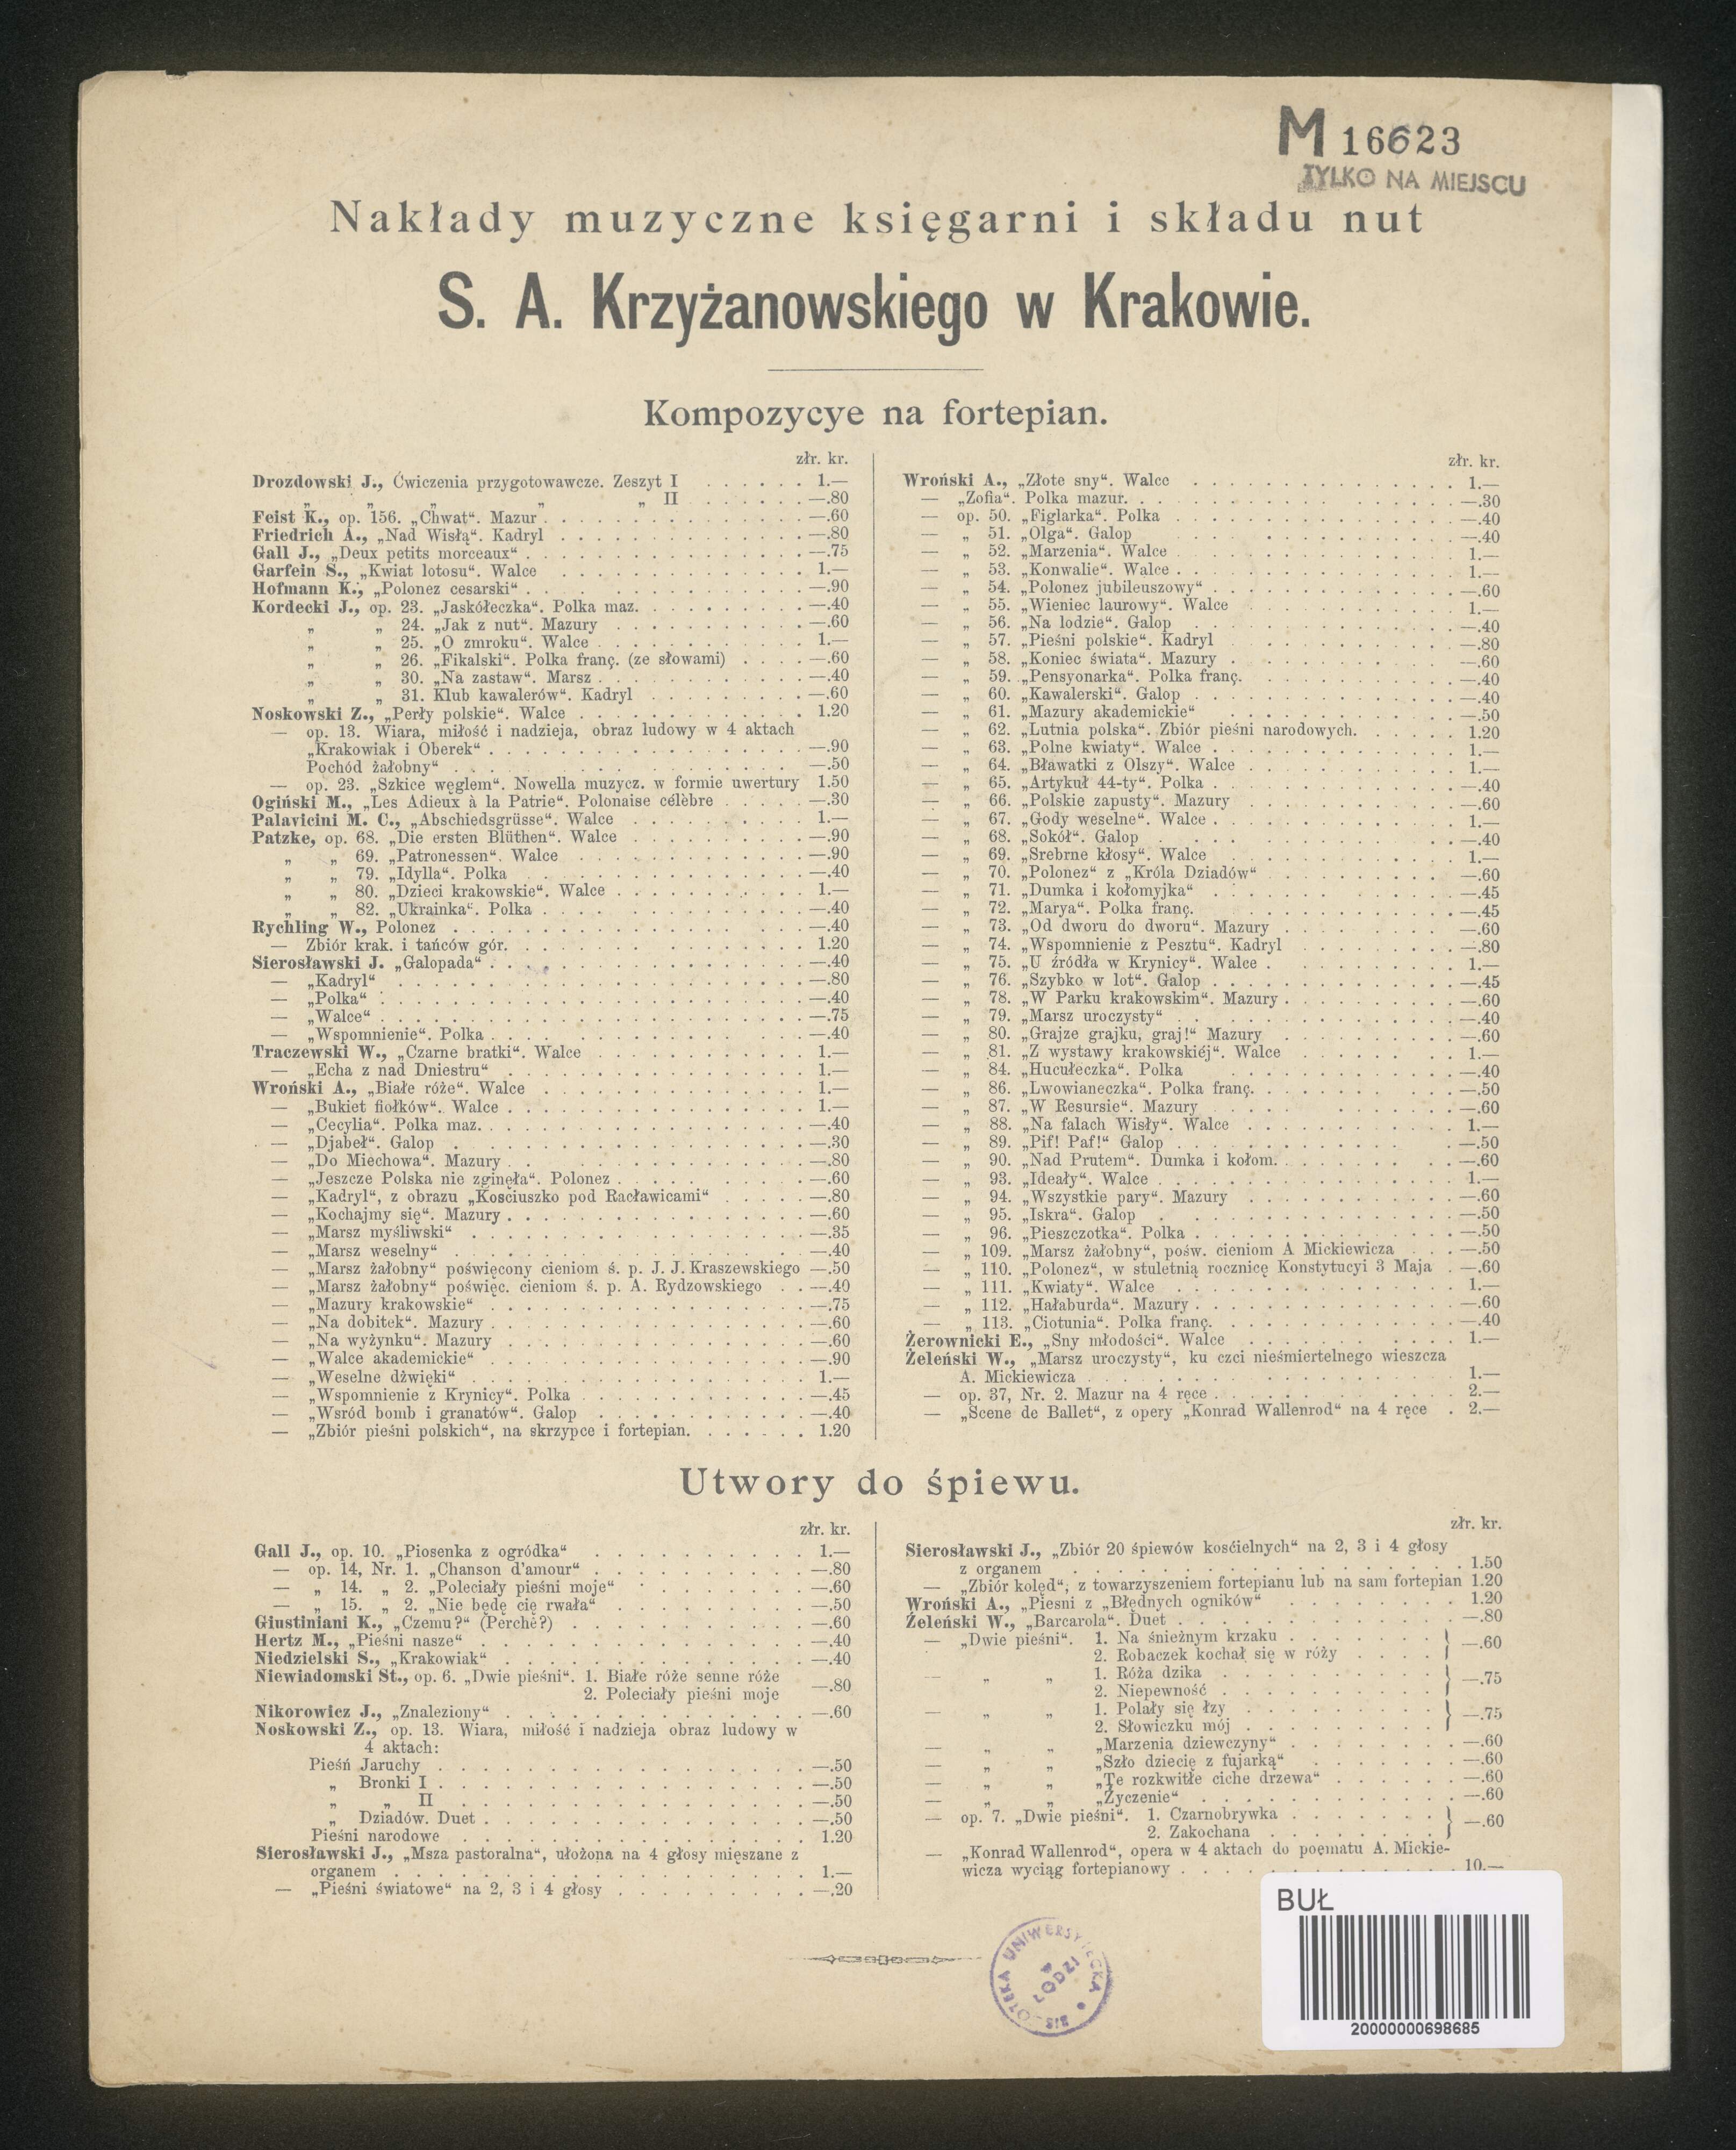 M 16623
TYLKO NA MIEJSCU
Nakłady muzyczne księgarni i składu nut
S. A. Krzyżanowskiego w Krakowie.
Kompozycye na fortepian.
złr. kr.
Drozdowski J., Ćwiczenia przygotowawcze. Zeszyt I . . . . . . 1.—
„ „ „ „ II . . . . . . —.80
Feist K., op. 156. „Chwat“. Mazur . . . . . . —.60
Friedrich A., „Nad Wisłą“. Kadryl . . . . . . —.80
Gall J., „Deux petits morceaux“ . . . . . . —.75
Garfein S., „Kwiat lotosu“. Walce . . . . . . 1.—
Hofmann K., „Polonez cesarski“ . . . . . . —.90
Kordecki J., op. 23. „Jaskółeczka“. Polka maz. . . . . . . —.40
„ „ 24. „Jak z nut“. Mazury . . . . . . —.60
„ „ 25. „O zmroku“. Walce . . . . . . 1.—
„ „ 26. „Fikalski“. Polka franç. (ze słowami) . . . . —.60
„ „ 30. „Na zastaw“. Marsz . . . . . . —.40
„ „ 31. Klub kawalerów“. Kadryl . . . . . . —.60
Noskowski Z., „Perły polskie“. Walce . . . . . . 1.20
— op. 13. Wiara, miłość i nadzieja, obraz ludowy w 4 aktach
„Krakowiak i Oberek“ . . . . . . —.90
Pochód żałobny“ . . . . . . —.50
— op. 23. „Szkice węglem“. Nowella muzycz. w formie uwertury 1.50
Ogiński M., „Les Adieux à la Patrie“. Polonaise célèbre . . . . . —.30
Palavicini M. C., „Abschiedsgrüsse“. Walce . . . . . . 1.—
Patzke, op. 68. „Die ersten Blüthen“. Walce . . . . . . —.90
„ „ 69. „Patronessen“. Walce . . . . . . —.90
„ „ 79. „Idylla“. Polka . . . . . . —.40
„ „ 80. „Dzieci krakowskie“. Walce . . . . . . 1.—
„ „ 82. „Ukrainka“. Polka . . . . . . —.40
Rychling W., Polonez . . . . . . —.40
— Zbiór krak. i tańców gór. . . . . . . 1.20
Sierosławski J. „Galopada“ . . . . . . —.40
— „Kadryl“ . . . . . . —.80
— „Polka“ . . . . . . —.40
— „Walce“ . . . . . . —.75
— „Wspomnienie“. Polka . . . . . . —.40
Traczewski W., „Czarne bratki“. Walce . . . . . . 1.—
— „Echa z nad Dniestru“ . . . . . . 1.—
Wroński A., „Białe róże“. Walce . . . . . . 1.—
— „Bukiet fiołków“. Walce . . . . . . 1.—
— „Cecylia“. Polka maz. . . . . . . —.40
— „Djabeł“. Galop . . . . . . —.30
— „Do Miechowa“. Mazury . . . . . . —.80
— „Jeszcze Polska nie zginęła“. Polonez . . . . . . —.60
— „Kadryl“, z obrazu „Kosciuszko pod Racławicami“ . . . . . —.80
— „Kochajmy się“. Mazury . . . . . . —.60
— „Marsz myśliwski“ . . . . . . —.35
— „Marsz weselny“ . . . . . . —.40
— „Marsz żałobny“ poświęcony cieniom ś. p. J. J. Kraszewskiego —.50
— „Marsz żałobny“ poświęc. cieniom ś. p. A. Rydzowskiego . . —.40
— „Mazury krakowskie“ . . . . . . —.75
— „Na dobitek“. Mazury . . . . . . —.60
— „Na wyżynku“. Mazury . . . . . . —.60
— „Walce akademickie“ . . . . . . —.90
— „Weselne dźwięki“ . . . . . . 1.—
— „Wspomnienie z Krynicy“. Polka . . . . . . —.45
— „Wsród bomb i granatów“. Galop . . . . . . —.40
— „Zbiór pieśni polskich“, na skrzypce i fortepian. . . . . . . 1.20
złr. kr.
Wroński A., „Złote sny“. Walce . . . . . . 1.—
— „Zofia“. Polka mazur. . . . . . . —.30
— op. 50. „Figlarka“. Polka . . . . . . —.40
— „ 51. „Olga“. Galop . . . . . . —.40
— „ 52. „Marzenia“. Walce . . . . . . 1.—
— „ 53. „Konwalie“. Walce . . . . . . 1.—
— „ 54. „Polonez jubileuszowy“ . . . . . . —.60
— „ 55. „Wieniec laurowy“. Walce . . . . . . 1.—
— „ 56. „Na lodzie“. Galop . . . . . . —.40
— „ 57. „Pieśni polskie“. Kadryl . . . . . . —.80
— „ 58. „Koniec świata“. Mazury . . . . . . —.60
— „ 59. „Pensyonarka“. Polka franç. . . . . . . —.40
— „ 60. „Kawalerski“. Galop . . . . . . —.40
— „ 61. „Mazury akademickie“ . . . . . . —.50
— „ 62. „Lutnia polska“. Zbiór pieśni narodowych. . . . . . 1.20
— „ 63. „Polne kwiaty“. Walce . . . . . . 1.—
— „ 64. „Bławatki z Olszy“. Walce . . . . . . 1.—
— „ 65. „Artykuł 44-ty“. Polka . . . . . . —.40
— „ 66. „Polskie zapusty“. Mazury . . . . . . —.60
— „ 67. „Gody weselne“. Walce . . . . . . 1.—
— „ 68. „Sokół“. Galop . . . . . . —.40
— „ 69. „Srebrne kłosy“. Walce . . . . . . 1.—
— „ 70. „Polonez“ z „Króla Dziadów“ . . . . . . —.60
— „ 71. „Dumka i kołomyjka“ . . . . . . —.45
— „ 72. „Marya“. Polka franç. . . . . . . —.45
— „ 73. „Od dworu do dworu“. Mazury . . . . . . —.60
— „ 74. „Wspomnienie z Pesztu“. Kadryl . . . . . . —.80
— „ 75. „U źródła w Krynicy“. Walce . . . . . . 1.—
— „ 76. „Szybko w lot“. Galop . . . . . . —.45
— „ 78. „W Parku krakowskim“. Mazury . . . . . . —.60
— „ 79. „Marsz uroczysty“ . . . . . . —.40
— „ 80. „Grajze grajku, graj!“ Mazury . . . . . . —.60
— „ 81. „Z wystawy krakowskiéj“. Walce . . . . . . 1.—
— „ 84. „Hucułeczka“. Polka . . . . . . —.40
— „ 86. „Lwowianeczka“. Polka franç. . . . . . . —.50
— „ 87. „W Resursie“. Mazury . . . . . . —.60
— „ 88. „Na falach Wisły“. Walce . . . . . . 1.—
— „ 89. „Pif! Paf!“ Galop . . . . . . —.50
— „ 90. „Nad Prutem“. Dumka i kołom. . . . . . . —.60
— „ 93. „Ideały“. Walce . . . . . . 1.—
— „ 94. „Wszystkie pary“. Mazury . . . . . . —.60
— „ 95. „Iskra“. Galop . . . . . . —.50
— „ 96. „Pieszczotka“. Polka . . . . . . —.50
— „ 109. „Marsz żałobny“, pośw. cieniom A Mickiewicza . . . —.50
— „ 110. „Polonez“, w stuletnią rocznicę Konstytucyi 3 Maja . —.60
— „ 111. „Kwiaty“. Walce . . . . . . 1.—
— „ 112. „Hałaburda“. Mazury . . . . . . —.60
— „ 113. „Ciotunia“. Polka franç. . . . . . . —.40
Żerownicki E., „Sny młodości“. Walce . . . . . . 1.—
Żeleński W., „Marsz uroczysty“, ku czci nieśmiertelnego wieszcza
A. Mickiewicza . . . . . . 1.—
— op. 37, Nr. 2. Mazur na 4 ręce . . . . . . 2.—
— „Scene de Ballet“, z opery „Konrad Wallenrod“ na 4 ręce . 2.—
Utwory do śpiewu.
złr. kr.
Gall J., op. 10. „Piosenka z ogródka“ . . . . . . 1.—
— op. 14, Nr. 1. „Chanson d'amour“ . . . . . . —.80
— „ 14. „ 2. „Poleciały pieśni moje“ . . . . . . —.60
— „ 15. „ 2. „Nie będę cię rwała“ . . . . . . —.50
Giustiniani K., „Czemu?“ (Perchè?) . . . . . . —.60
Hertz M., „Pieśni nasze“ . . . . . . —.40
Niedzielski S., „Krakowiak“ . . . . . . —.40
Niewiadomski St., op. 6. „Dwie pieśni“. 1. Białe róże senne róże
2. Poleciały pieśni moje —.80
Nikorowicz J., „Znaleziony“ . . . . . . —.60
Noskowski Z., op. 13. Wiara, miłość i nadzieja obraz ludowy w
4 aktach:
Pieśń Jaruchy . . . . . . —.50
„ Bronki I . . . . . . —.50
„ „ II . . . . . . —.50
„ Dziadów. Duet . . . . . . —.50
Pieśni narodowe . . . . . . 1.20
Sierosławski J., „Msza pastoralna“, ułożona na 4 głosy mięszane z
organem . . . . . . 1.—
— „Pieśni światowe“ na 2, 3 i 4 głosy . . . . . . —.20
złr. kr.
Sierosławski J., „Zbiór 20 śpiewów kosćielnych“ na 2, 3 i 4 głosy
z organem . . . . . . 1.50
— „Zbiór kolęd“, z towarzyszeniem fortepianu lub na sam fortepian 1.20
Wroński A., „Piesni z „Błędnych ogników“ . . . . . . 1.20
Żeleński W., „Barcarola“. Duet . . . . . . —.80
— „Dwie pieśni“. 1. Na śnieżnym krzaku . . . . . .
2. Robaczek kochał się w róży . . . . } —.60
— „ „ 1. Róża dzika . . . . . .
2. Niepewność . . . . . . } —.75
— „ „ 1. Polały się łzy . . . . . .
2. Słowiczku mój . . . . . . } —.75
— „ „ „Marzenia dziewczyny“ . . . . . . —.60
— „ „ „Szło dziecię z fujarką“ . . . . . . —.60
— „ „ „Te rozkwitłe ciche drzewa“ . . . . . . —.60
— „ „ „Życzenie“ . . . . . . —.60
— op. 7. „Dwie pieśni“. 1. Czarnobrywka . . . . . .
2. Zakochana . . . . . . } —.60
— „Konrad Wallenrod“, opera w 4 aktach do poematu A. Mickie-
wicza wyciąg fortepianowy . . . . . . 10.—
BIBLIOTEKA UNIWERSYTECKA
BUŁ
20000000698685